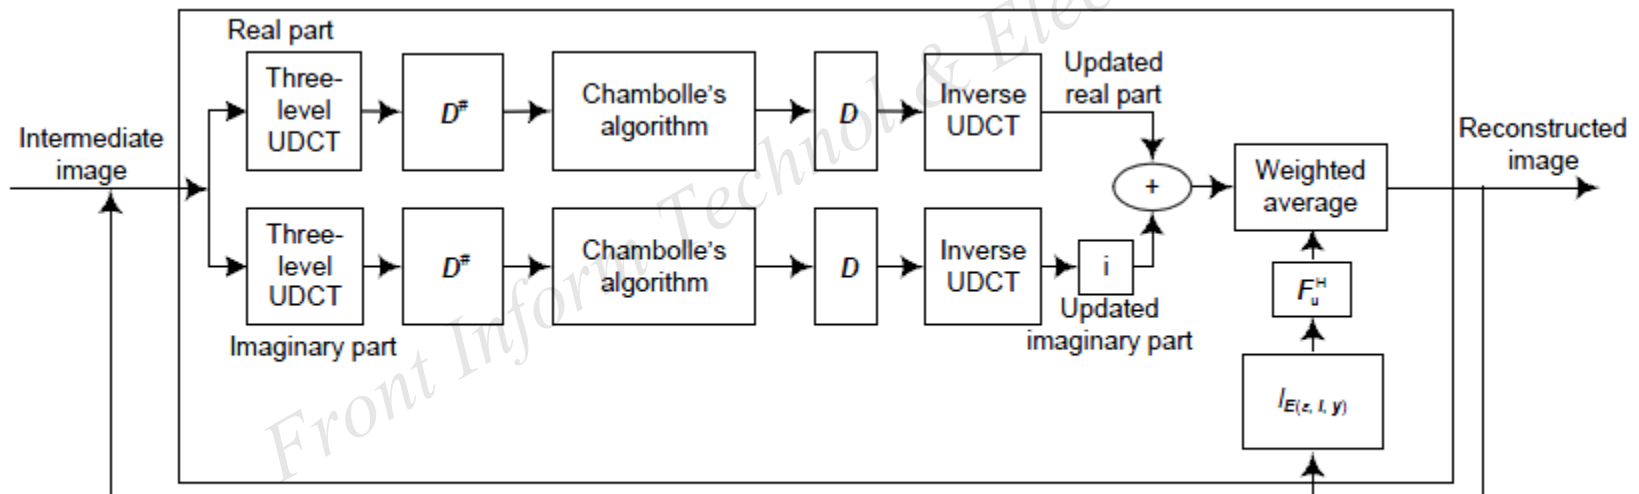 Real part
Three-
level
UDCT
D#
Chambolle's
algorithm
D
Inverse
UDCT
Updated
real part
Intermediate
image
+
Weighted
average
Reconstructed
image
Three-
level
UDCT
D#
Chambolle's
algorithm
D
Inverse
UDCT
i
Updated
imaginary part
Imaginary part
F_u^H
I_E(ε, I, y)
Front Inform Technol & Elec